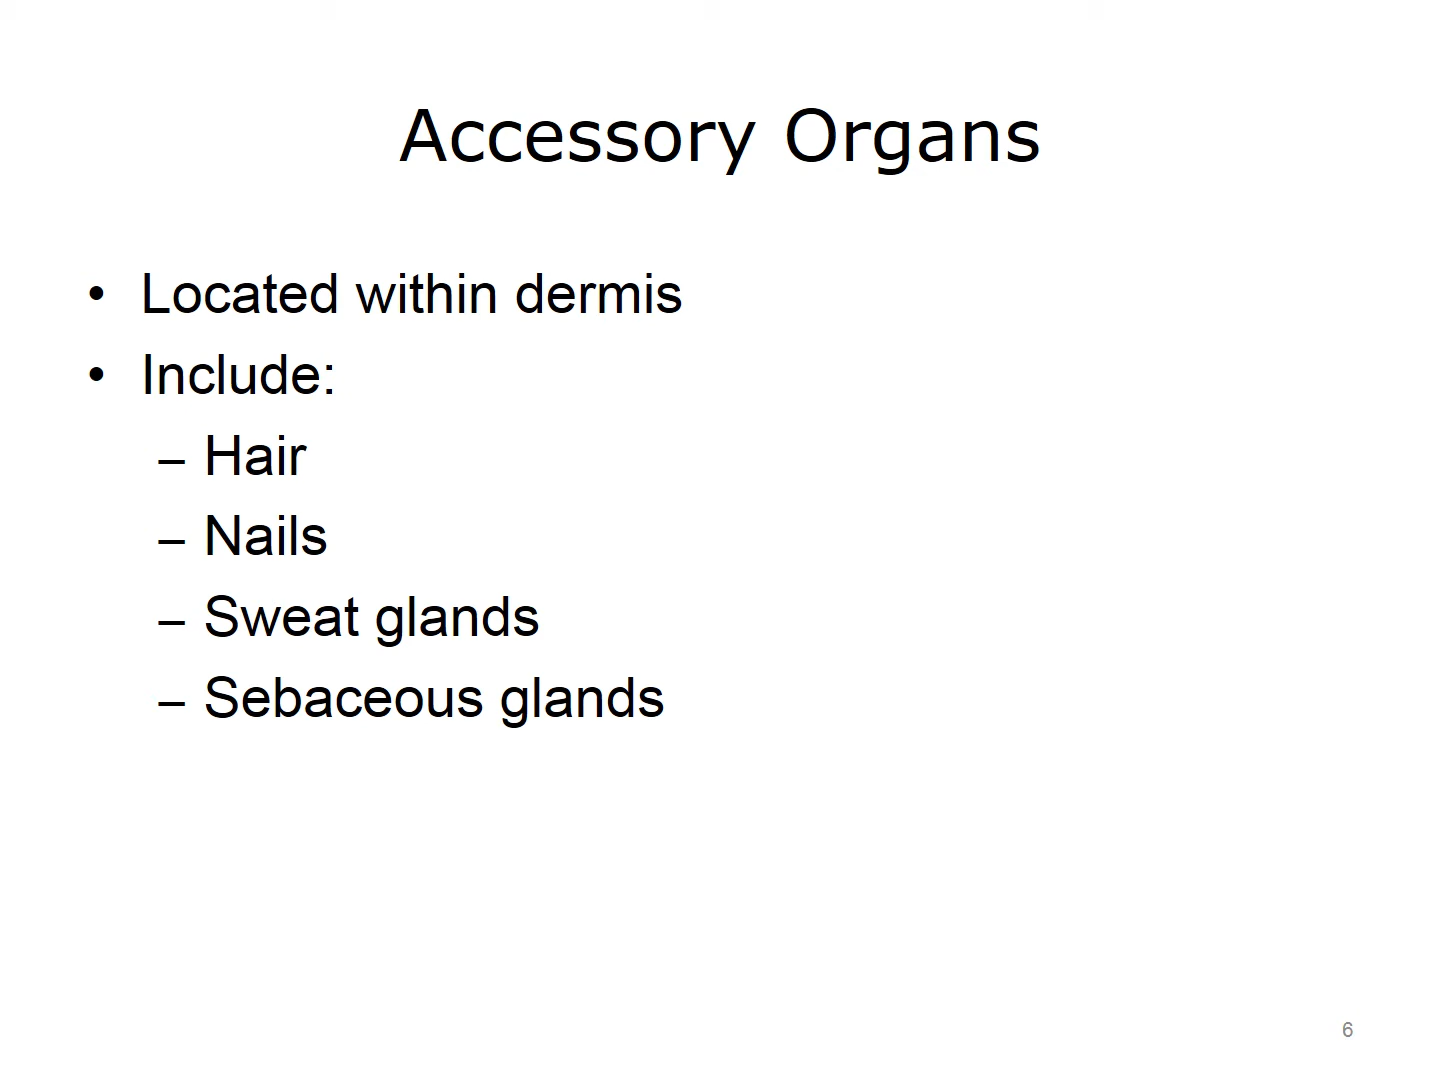 Accessory Organs
• Located within dermis
• Include:
– Hair
– Nails
– Sweat glands
– Sebaceous glands
6